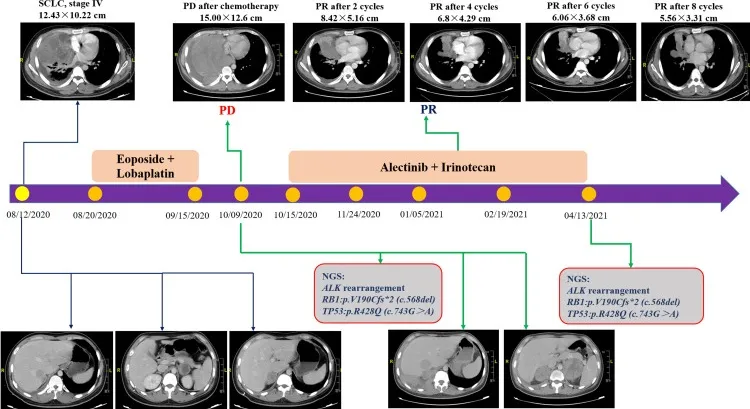 SCLC, stage IV
12.43×10.22 cm
PD after chemotherapy
15.00×12.6 cm
PR after 2 cycles
8.42×5.16 cm
PR after 4 cycles
6.8×4.29 cm
PR after 6 cycles
6.06×3.68 cm
PR after 8 cycles
5.56×3.31 cm
PD
PR
Eoposide +
Lobaplatin
Alectinib + Irinotecan
08/12/2020
08/20/2020
09/15/2020
10/09/2020
10/15/2020
11/24/2020
01/05/2021
02/19/2021
04/13/2021
NGS:
ALK rearrangement
RB1:p.V190Cfs*2 (c.568del)
TP53:p.R428Q (c.743G＞A)
NGS:
ALK rearrangement
RB1:p.V190Cfs*2 (c.568del)
TP53:p.R428Q (c.743G＞A)